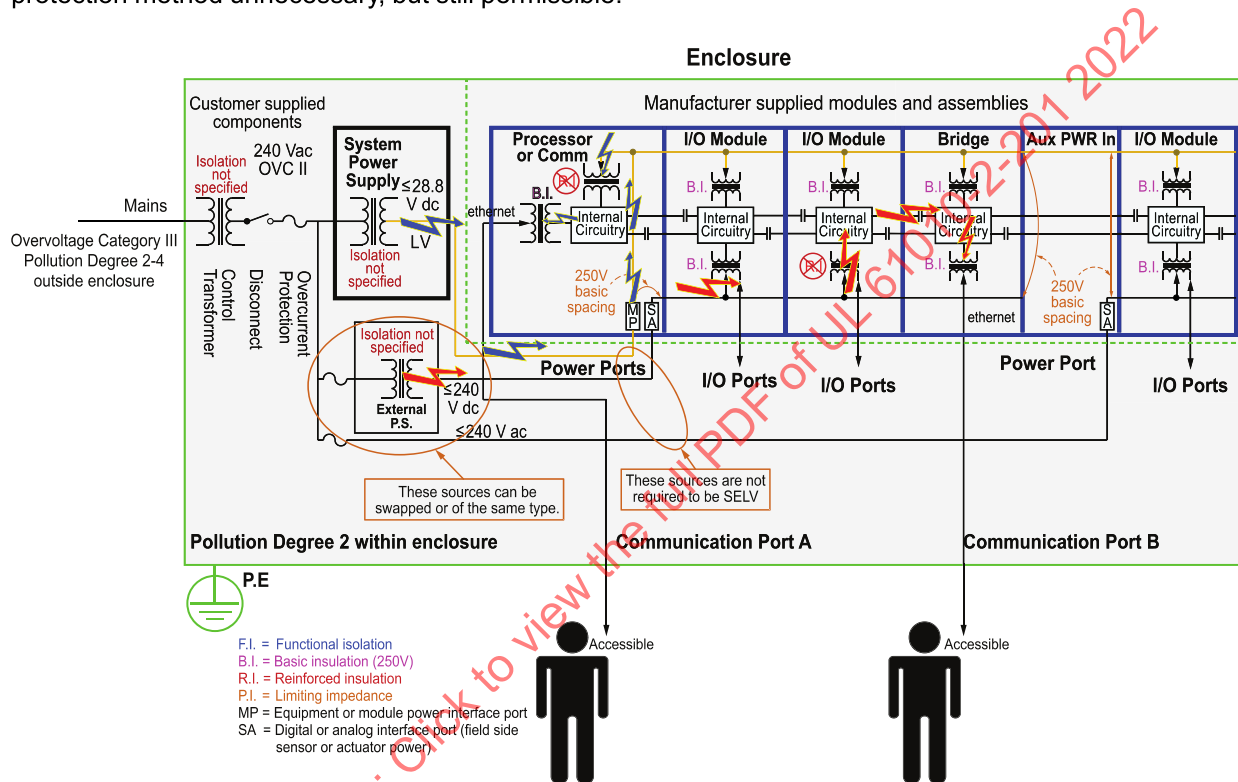 protection method unnecessary, but still permissible.
Enclosure
Customer supplied
components
Manufacturer supplied modules and assemblies
240 Vac
OVC II
Isolation
not
specified
System
Power
Supply
≤28.8
V dc
LV
Isolation
not
specified
Mains
Overvoltage Category III
Pollution Degree 2-4
outside enclosure
Control
Transformer
Disconnect
Overcurrent
Protection
Processor
or Comm
I/O Module
I/O Module
Bridge
Aux PWR In
I/O Module
R.I.
B.I.
B.I.
B.I.
B.I.
B.I.
ethernet
Internal
Circuitry
Internal
Circuitry
Internal
Circuitry
Internal
Circuitry
Internal
Circuitry
B.I.
R.I.
B.I.
B.I.
250V
basic
spacing
250V
basic
spacing
MP
SA
SA
ethernet
Isolation not
specified
External
P.S.
≤240
V dc
≤240 V ac
Power Ports
I/O Ports
I/O Ports
Power Port
I/O Ports
These sources can be
swapped or of the same type.
These sources are not
required to be SELV
Pollution Degree 2 within enclosure
Communication Port A
Communication Port B
P.E
Accessible
Accessible
F.I. = Functional isolation
B.I. = Basic insulation (250V)
R.I. = Reinforced insulation
P.I. = Limiting impedance
MP = Equipment or module power interface port
SA = Digital or analog interface port (field side
sensor or actuator power)
: Click to view the full PDF of UL 61010-2-201 2022